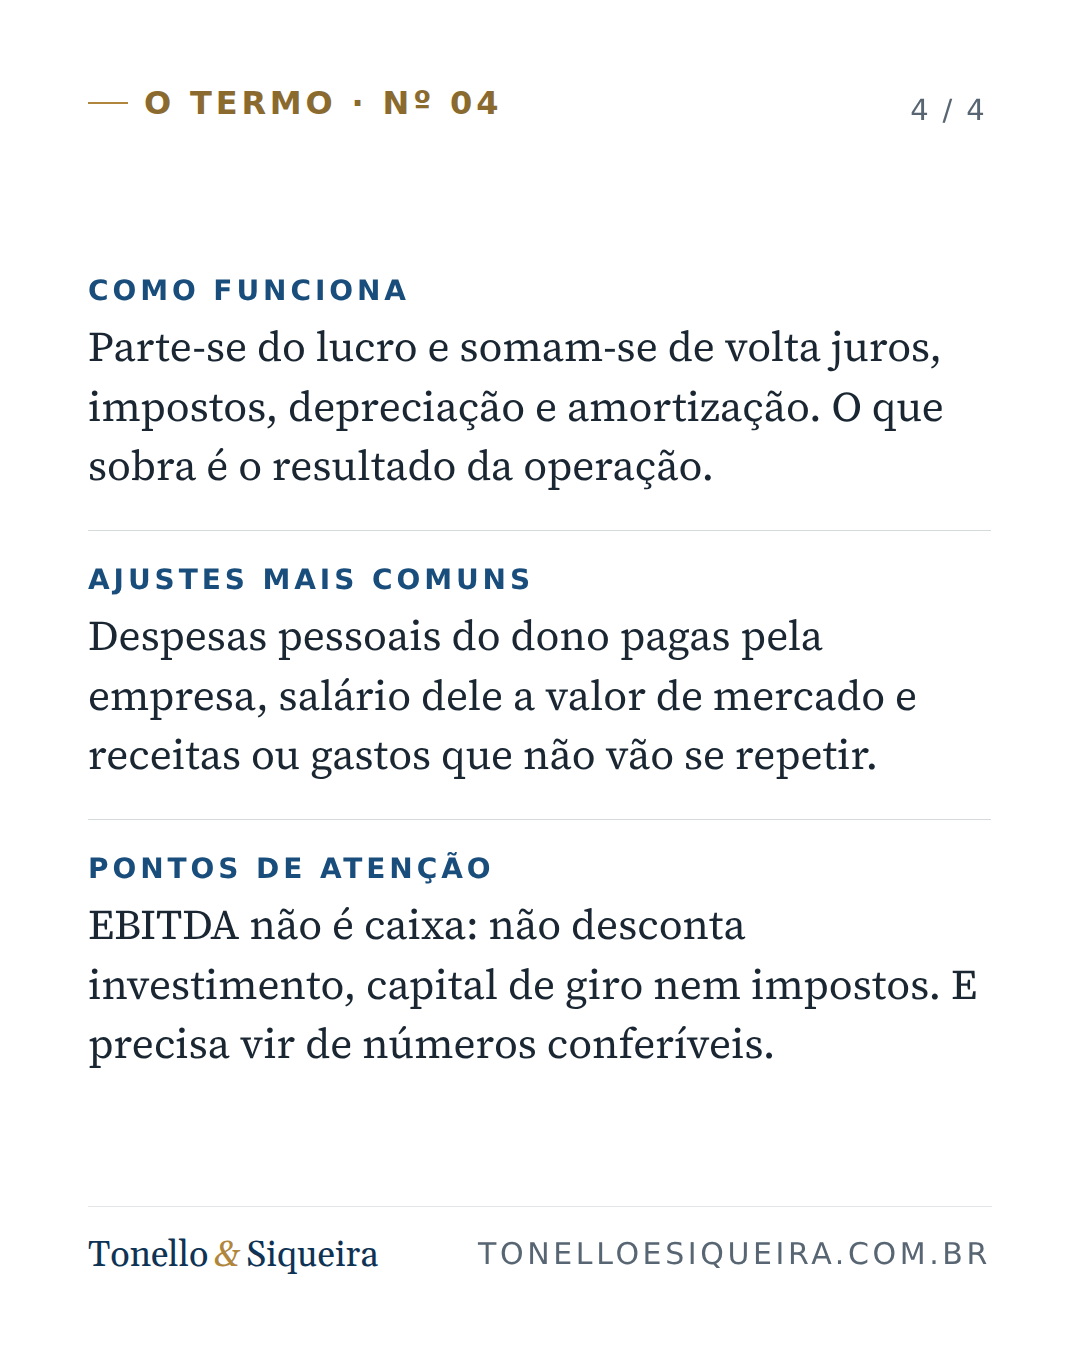 O TERMO · Nº 04
4 / 4
COMO FUNCIONA
Parte-se do lucro e somam-se de volta juros,
impostos, depreciação e amortização. O que
sobra é o resultado da operação.
AJUSTES MAIS COMUNS
Despesas pessoais do dono pagas pela
empresa, salário dele a valor de mercado e
receitas ou gastos que não vão se repetir.
PONTOS DE ATENÇÃO
EBITDA não é caixa: não desconta
investimento, capital de giro nem impostos. E
precisa vir de números conferíveis.
Tonello & Siqueira
TONELLOESIQUEIRA.COM.BR